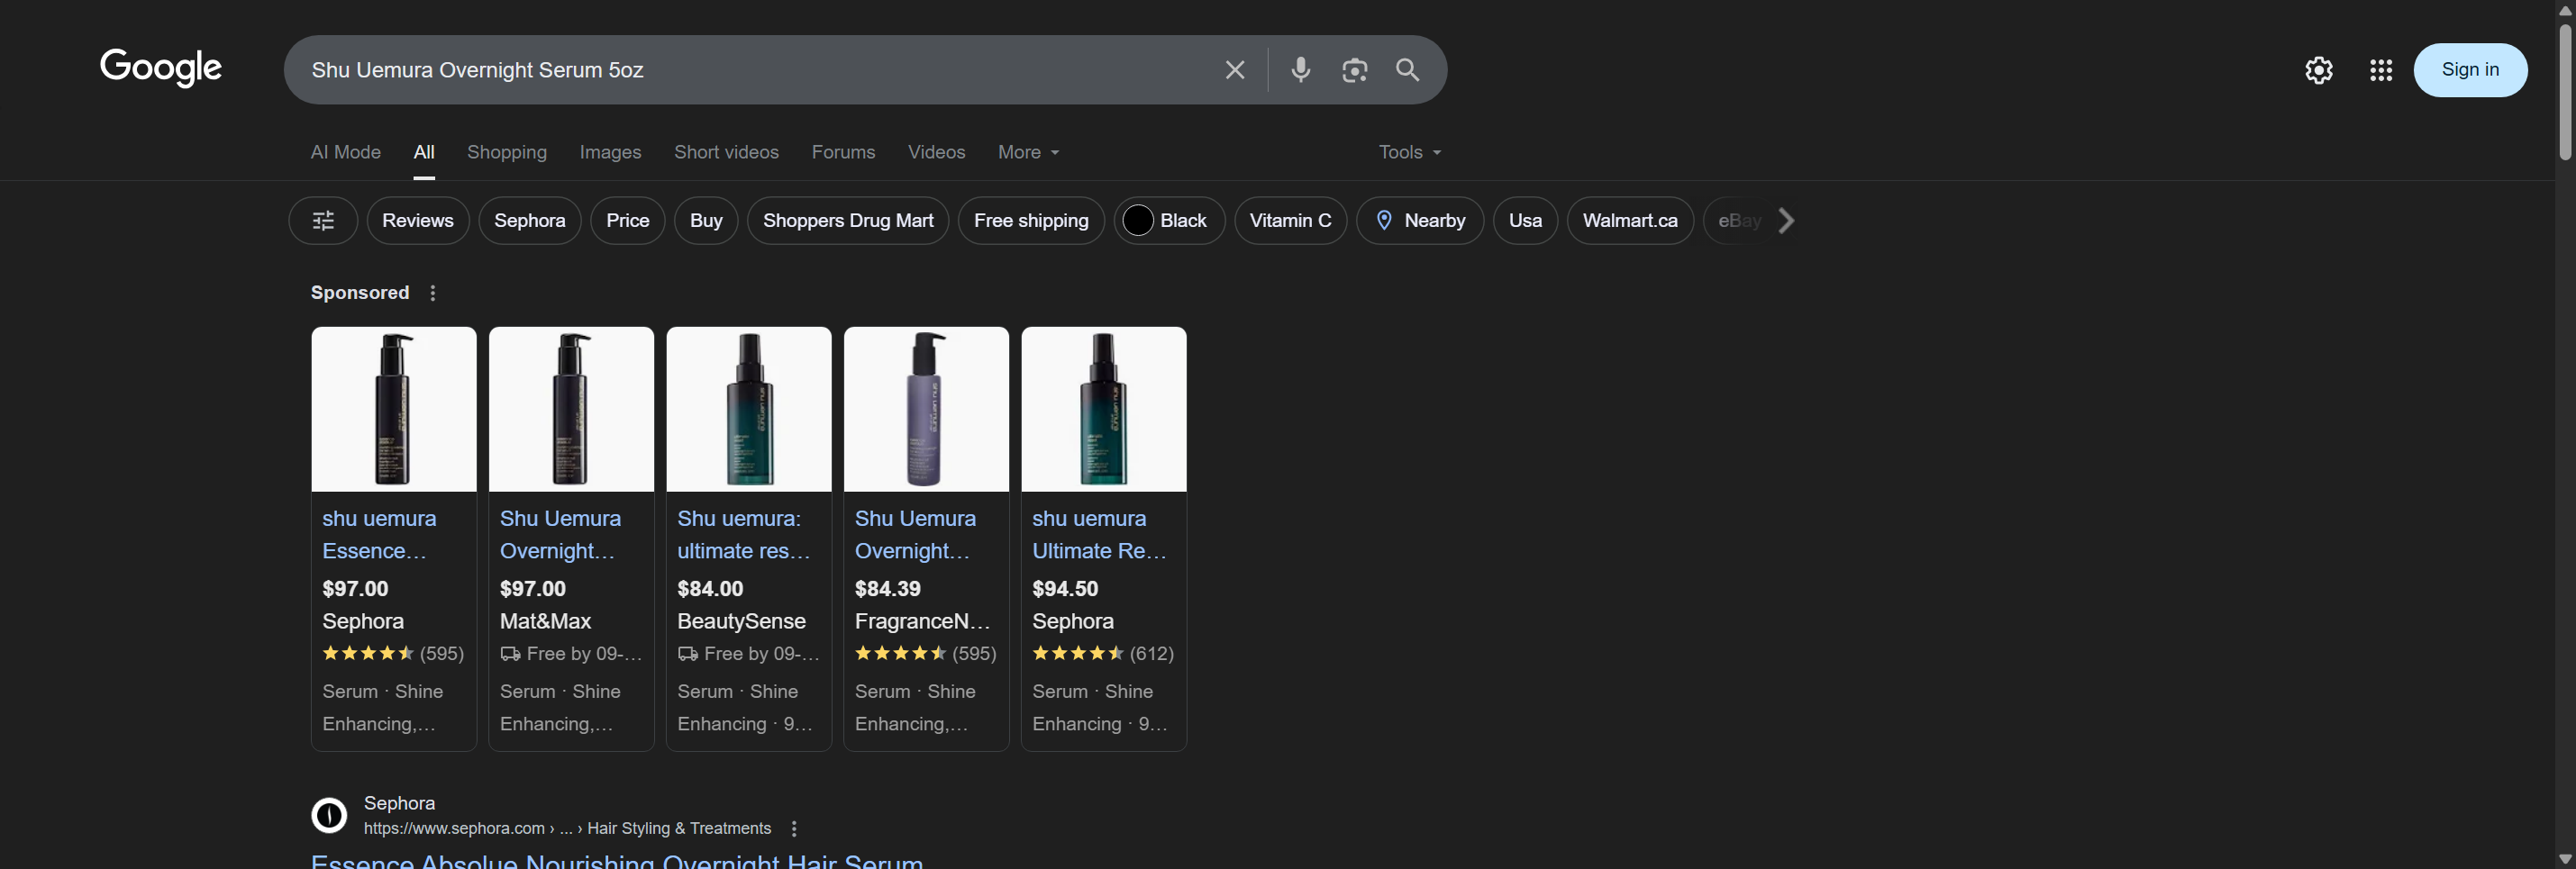 Google
Shu Uemura Overnight Serum 5oz
Sign in
AI Mode All Shopping Images Short videos Forums Videos More Tools
Reviews Sephora Price Buy Shoppers Drug Mart Free shipping Black Vitamin C Nearby Usa Walmart.ca eBay
Sponsored
shu uemura
Essence...
$97.00
Sephora
(595)
Serum · Shine
Enhancing,...
Shu Uemura
Overnight...
$97.00
Mat&Max
Free by 09-...
Serum · Shine
Enhancing,...
Shu uemura:
ultimate res...
$84.00
BeautySense
Free by 09-...
Serum · Shine
Enhancing · 9...
Shu Uemura
Overnight...
$84.39
FragranceN...
(595)
Serum · Shine
Enhancing,...
shu uemura
Ultimate Re...
$94.50
Sephora
(612)
Serum · Shine
Enhancing · 9...
Sephora
https://www.sephora.com › ... › Hair Styling & Treatments
Essence Absolue Nourishing Overnight Hair Serum